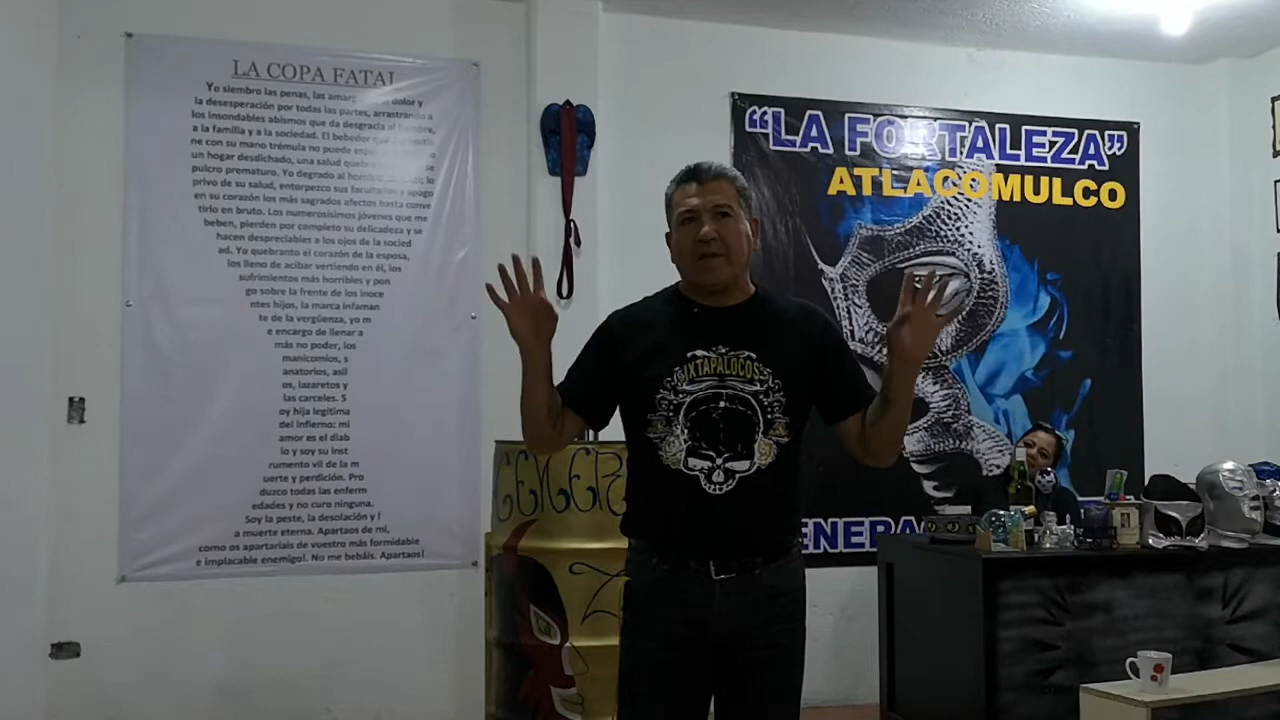 LA COPA FATAL
Yo siembro las penas, las amarg dolor y
la desesperación por todas las partes, arrastrando a
los insondables abismos que da desgracia al hombre,
a la familia y a la sociedad. El bebedor que
ne con su mano trémula no puede
un hogar desdichado, una salud se
pulcro prematuro. Yo degrado al hombre lo
privo de su salud, entorpezco sus facultades y apago
en su corazón los más sagrados afectos hasta conve
tirlo en bruto. Los numerosísimos jóvenes que me
beben, pierden por completo su delicadeza y se
hacen despreciables a los ojos de la socied
ad. Yo quebranto el corazón de la esposa,
los lleno de acibar vertiendo en él, los
sufrimientos más horribles y pon
go sobre la frente de los inoce
ntes hijos, la marca infaman
te de la vergüenza, yo m
e encargo de llenar a
más no poder, los
manicomios, s
anatorios, asil
os, lazaretos y
las carceles. S
oy hija legítima
del infierno: mi
amor es el diab
lo y soy su inst
rumento vil de la m
uerte y perdición. Pro
duzco todas las enferm
edades y no curo ninguna.
Soy la peste, la desolación y l
a muerte eterna. Apartaos de mi,
como os apartariais de vuestro más formidable
e implacable enemigo!. No me bebáis. Apartaos!
"LA FORTALEZA"
ATLACOMULCO
IXTAPALOCOS
GENER
ENERA